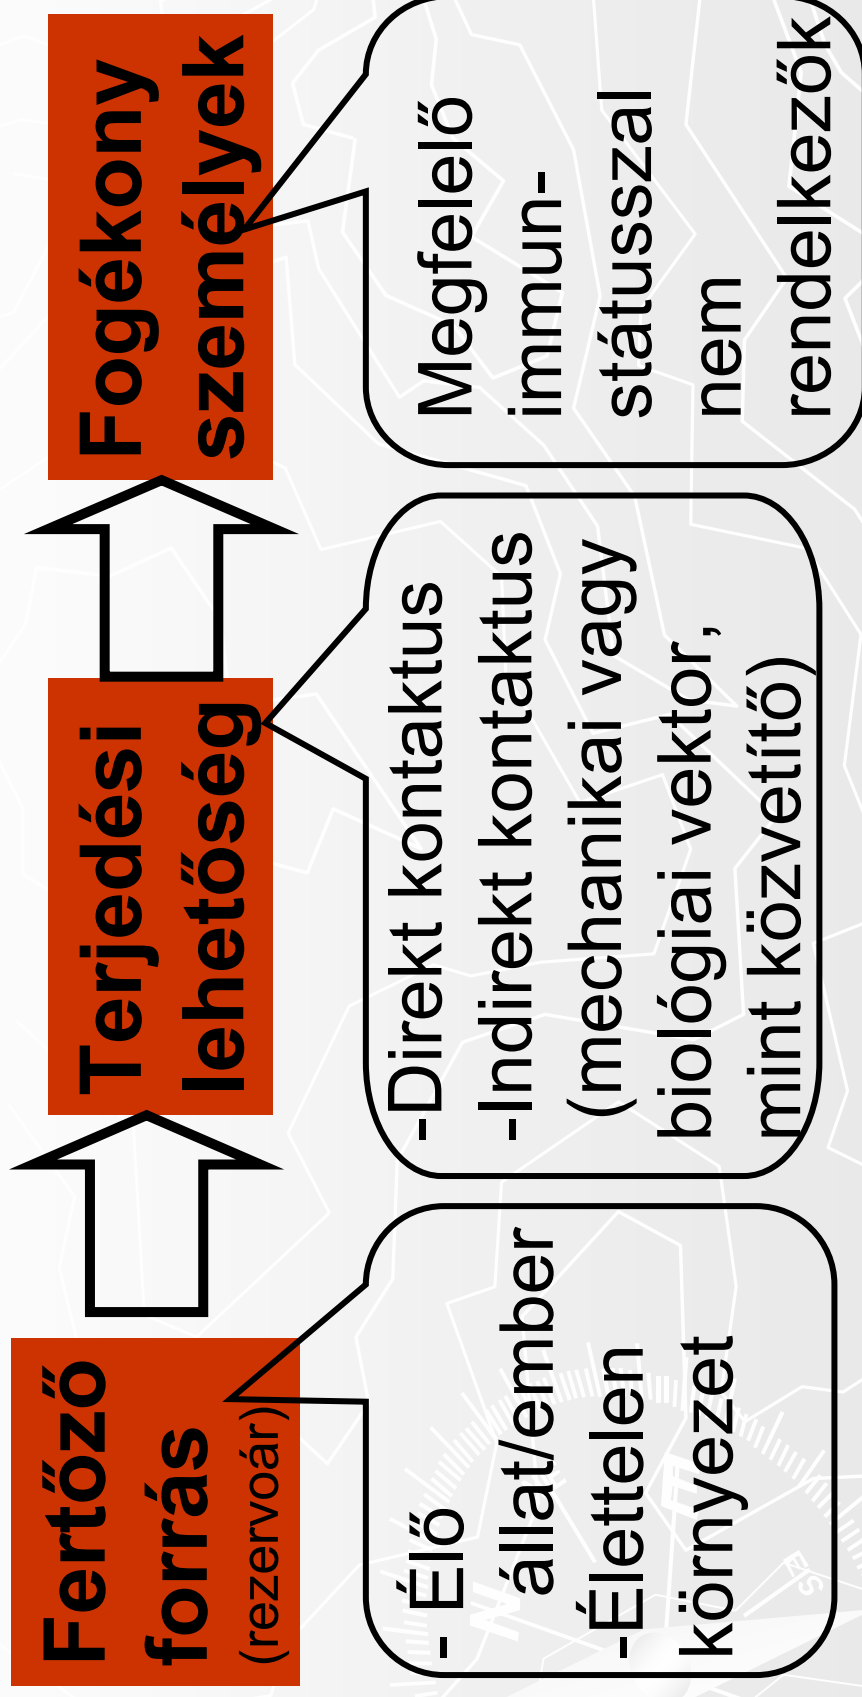 Fertőző
forrás
(rezervoár)
Terjedési
lehetőség
Fogékony
személyek
- Élő
állat/ember
-Élettelen
környezet
-Direkt kontaktus
-Indirekt kontaktus
(mechanikai vagy
biológiai vektor,
mint közvetítő)
Megfelelő
immun-
státusszal
nem
rendelkezők
N
E